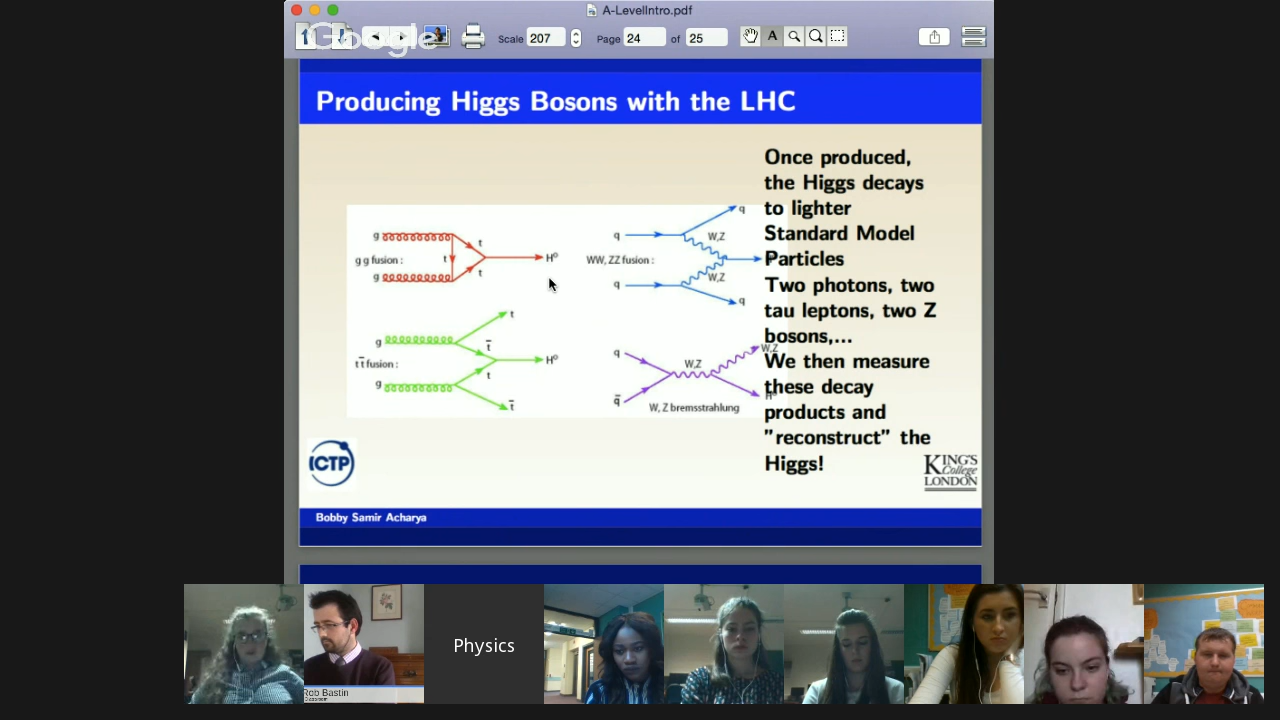 A-LevelIntro.pdf
Google
Scale 207
Page 24 of 25
A
Producing Higgs Bosons with the LHC
Once produced,
the Higgs decays
to lighter
Standard Model
Particles
Two photons, two
tau leptons, two Z
bosons,...
We then measure
these decay
products and
"reconstruct" the
Higgs!
g
t
g g fusion :
t
H⁰
g
t
q
q
W,Z
WW, ZZ fusion :
W,Z
q
q
g
t
t̄
tt̄ fusion :
H⁰
t
g
t̄
q
W,Z
W,Z
q̄
H⁰
W, Z bremsstrahlung
ICTP
KING'S
College
LONDON
Bobby Samir Acharya
Rob Bastin
Physics